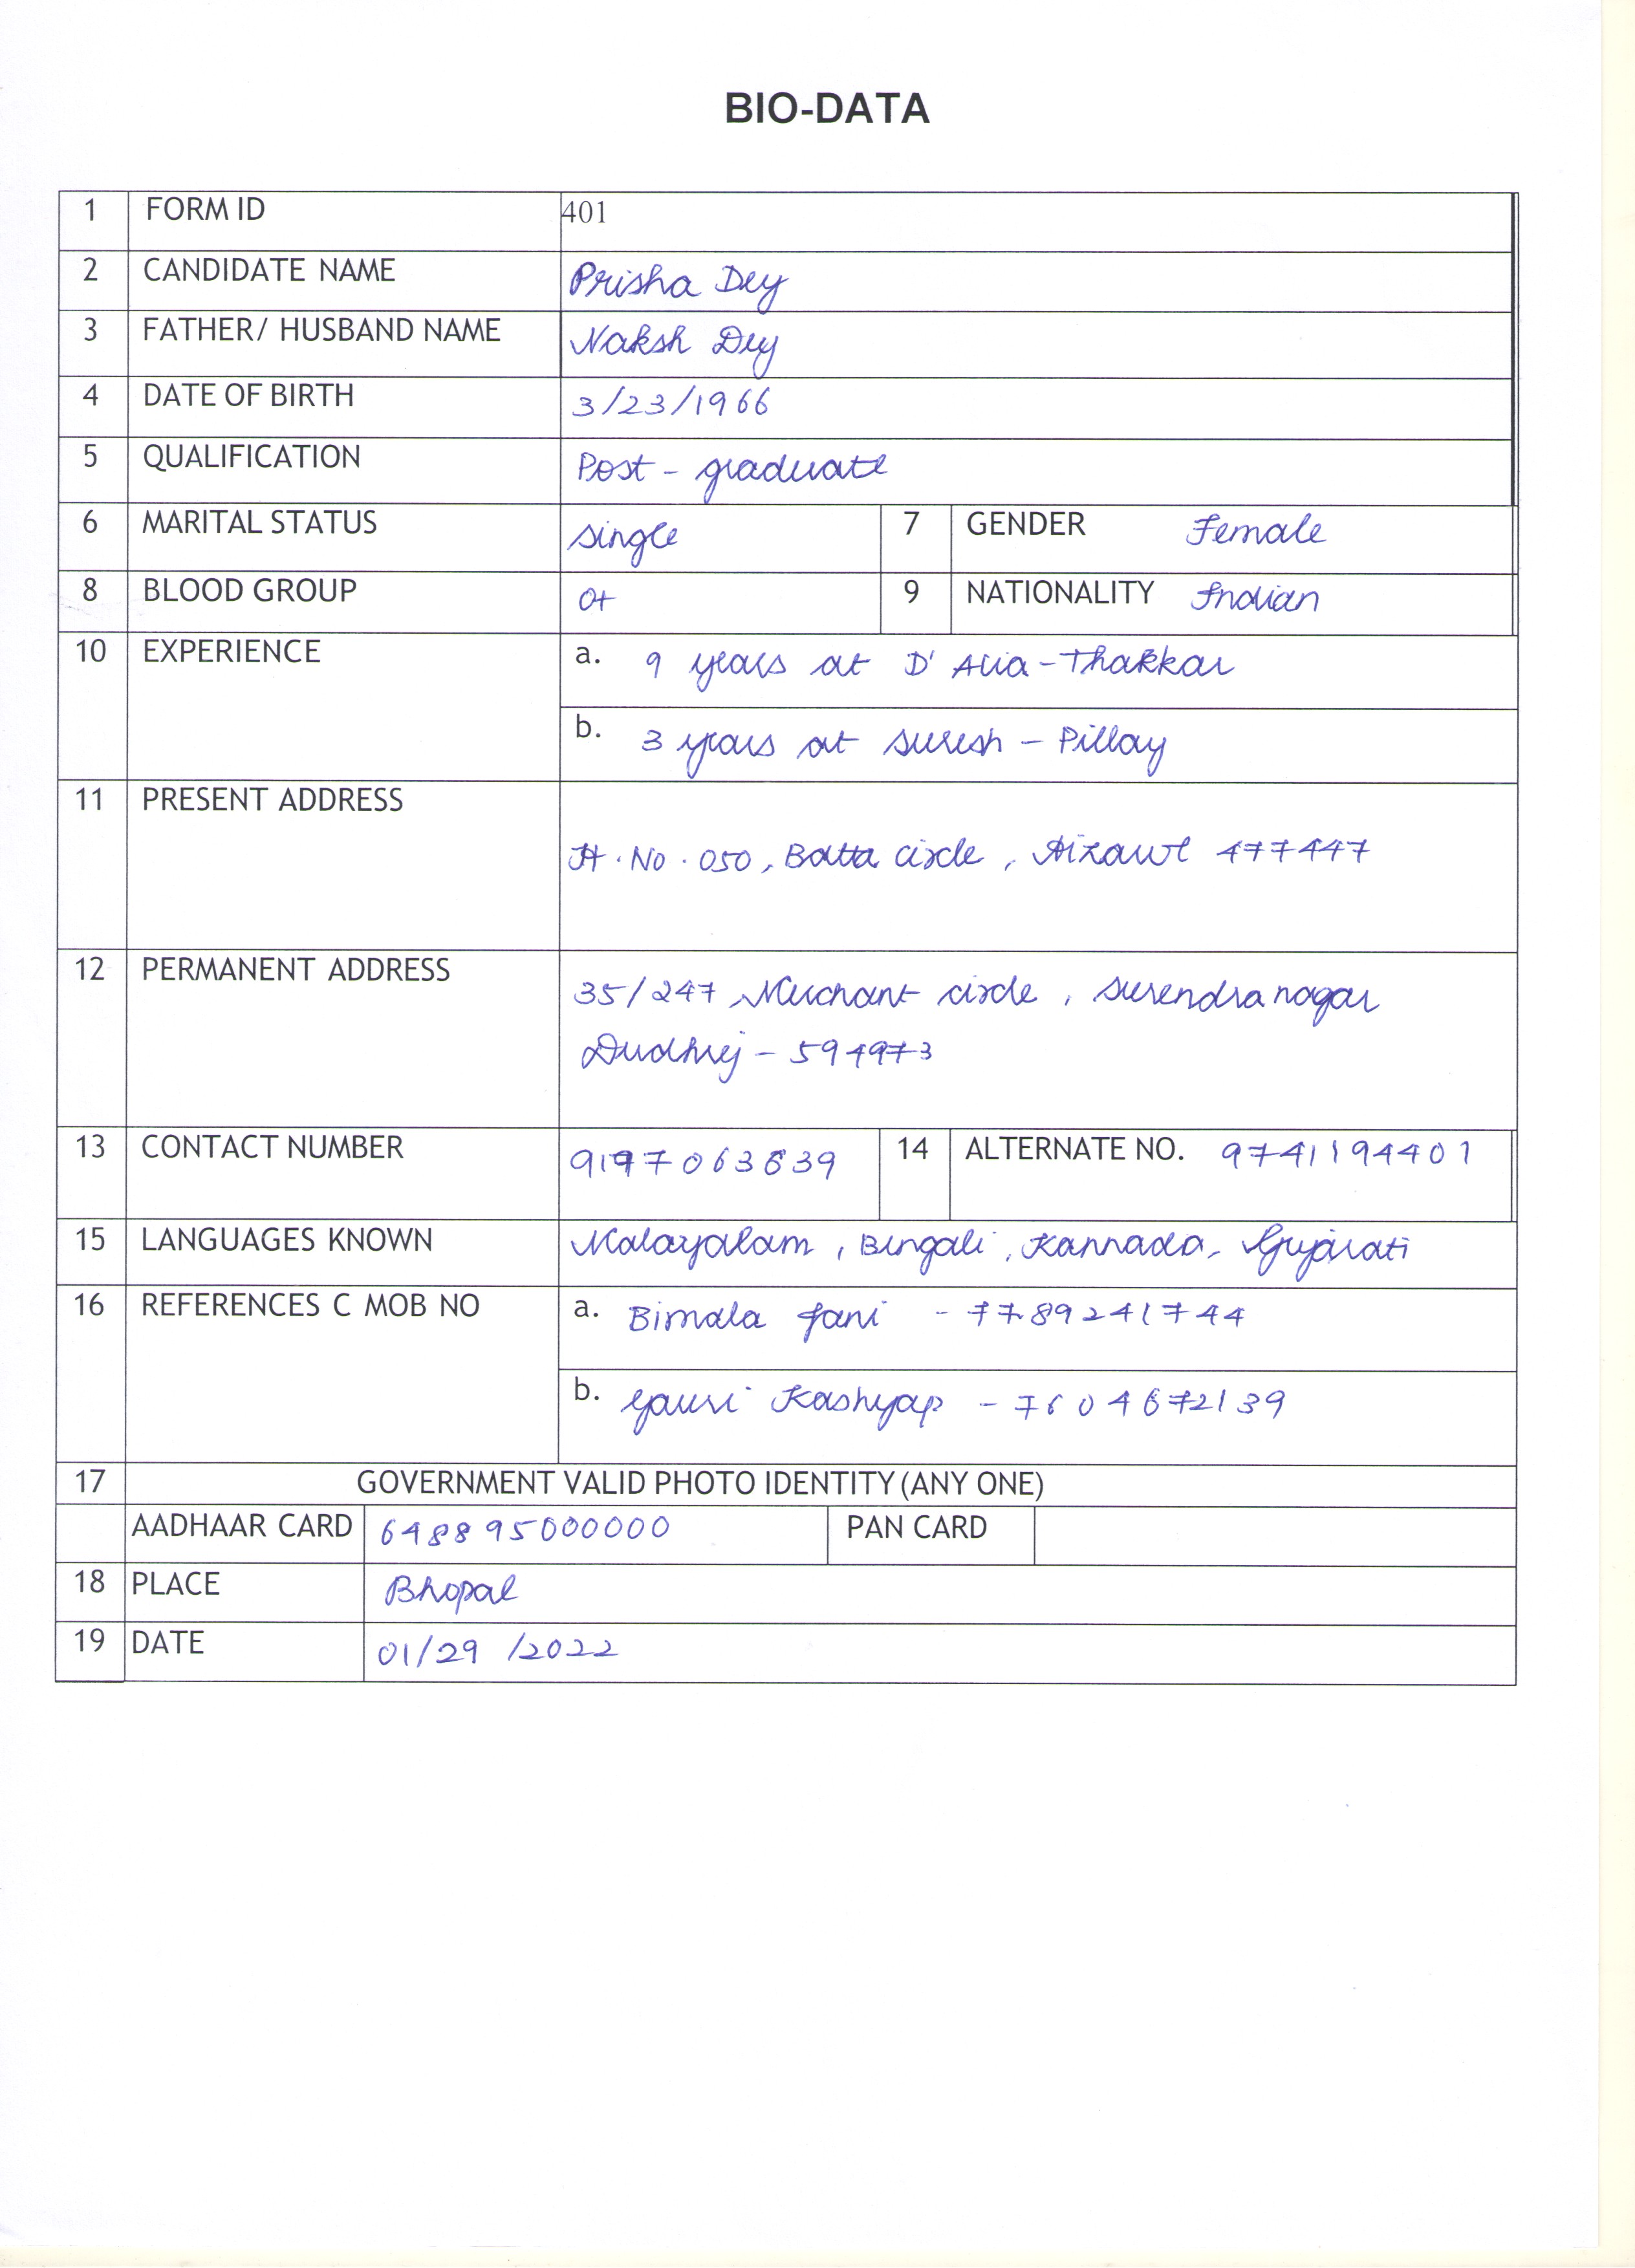 BIO-DATA
1 FORM ID 401
2 CANDIDATE NAME Prisha Dey
3 FATHER/ HUSBAND NAME Naksh Dey
4 DATE OF BIRTH 3/23/1966
5 QUALIFICATION Post - graduate
6 MARITAL STATUS single 7 GENDER Female
8 BLOOD GROUP O+ 9 NATIONALITY Indian
10 EXPERIENCE a. 9 years at D' Alia - Thakkar
b. 3 years at Suresh - Pillay
11 PRESENT ADDRESS
H. No. 050, Batta circle, Aizawl 477447
12 PERMANENT ADDRESS 35/247 Merchant circle, Surendranagar
Dudhrej - 594973
13 CONTACT NUMBER 14 ALTERNATE NO. 9741194401
15 LANGUAGES KNOWN Malayalam, Bengali, Kannada, Gujarati
16 REFERENCES C MOB NO a. Bimala Jani - 7789241744
b. Gauri Kashyap - 7604672139
17 GOVERNMENT VALID PHOTO IDENTITY (ANY ONE)
AADHAAR CARD 648895000000 PAN CARD
18 PLACE Bhopal
19 DATE 01/29/2022